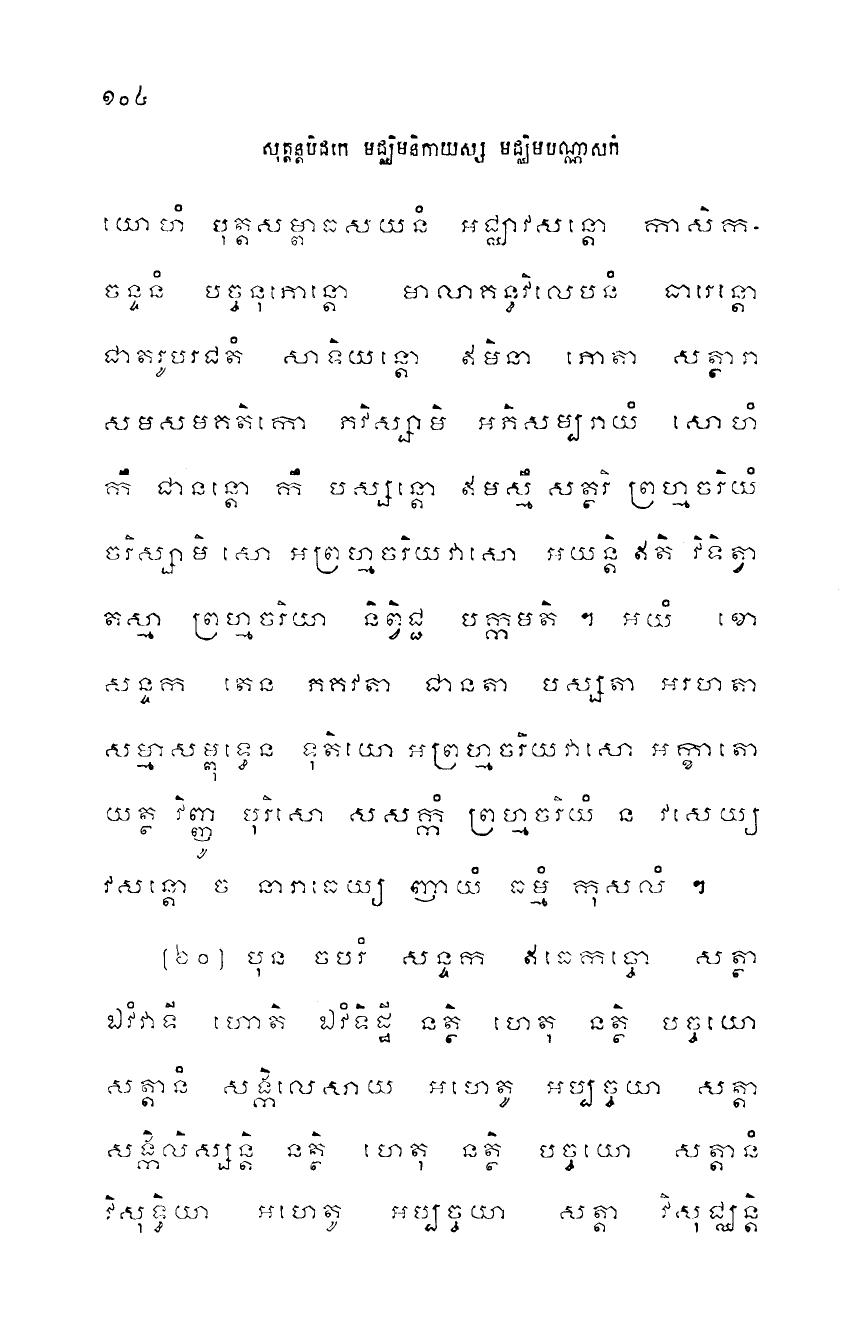 ១០៤
សុត្តន្តបិដកេ មជ្ឈិមនិកាយស្ស មជ្ឈិមបណ្ណាសកំ
យោហំ បុត្តសម្ពាធសយនំ អជ្ឈាវសន្តោ កាសិក-
ចន្ទនំ បច្ចនុភោន្តោ មាលាគន្ធវិលេបនំ ធារេន្តោ
ជាតរូបរជតំ សាទិយន្តោ ឥមិនា ភោតា សត្ថារា
សមសមគតិកោ ភវិស្សាមិ អភិសម្បរាយំ សោហំ
កឹ ជានន្តោ កឹ បស្សន្តោ ឥមស្មឹ សត្ថរិ ព្រហ្មចរិយំ
ចរិស្សាមិ សោ អព្រហ្មចរិយវាសោ អយន្តិ ឥតិ វិទិត្វា
តស្មា ព្រហ្មចរិយា និព្វិជ្ជ បក្កមតិ ។ អយំ ខោ
សន្ទក តេន ភគវតា ជានតា បស្សតា អរហតា
សម្មាសម្ពុទ្ធេន ទុតិយោ អព្រហ្មចរិយវាសោ អក្ខាតោ
យត្ថ វិញ្ញូ បុរិសោ សសក្កំ ព្រហ្មចរិយំ ន វសេយ្យ
វសន្តោ ច នារាធេយ្យ ញាយំ ធម្មំ កុសលំ ។
[៦០] បុន ចបរំ សន្ទក ឥធេកច្ចោ សត្ថា
ឯវំវាទី ហោតិ ឯវំទិដ្ឋី នត្ថិ ហេតុ នត្ថិ បច្ចយោ
សត្តានំ សង្កិលេសាយ អហេតូ អប្បច្ចយា សត្តា
សង្កិលិស្សន្តិ នត្ថិ ហេតុ នត្ថិ បច្ចយោ សត្តានំ
វិសុទ្ធិយា អហេតូ អប្បច្ចយា សត្តា វិសុជ្ឈន្តិ